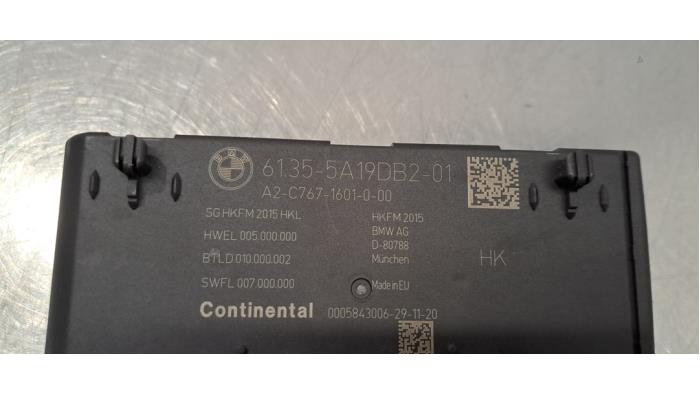 BMW
61.35-5A19DB2-01
A2-C767-1601-0-00
SG HKFM 2015 HKL
HWEL 005.000.000
BTLD 010.000.002
SWFL 007.000.000
HKFM 2015
BMW AG
D-80788
München
HK
Made in EU
Continental 0005843006-29-11-20